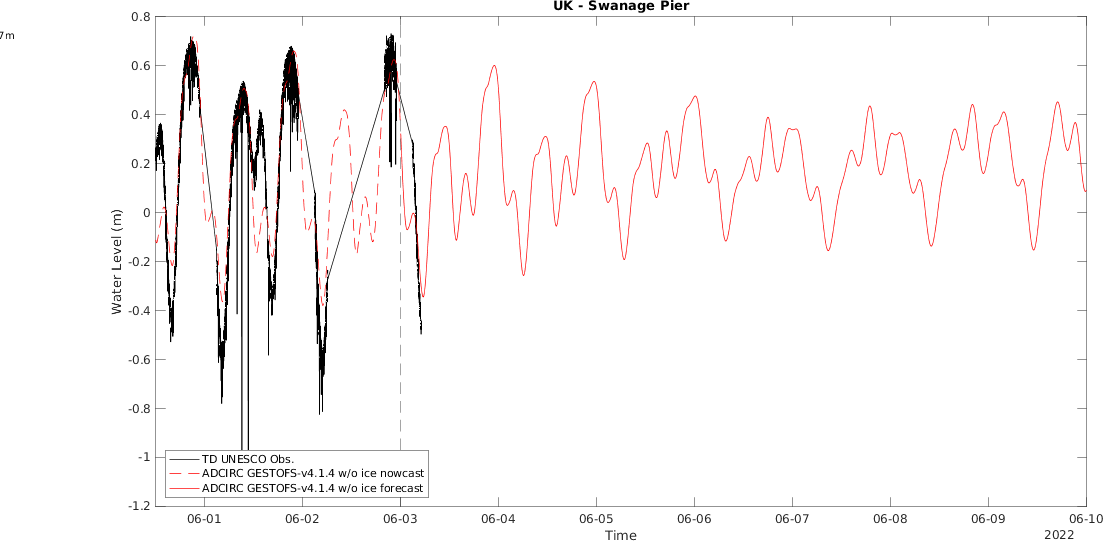 UK - Swanage Pier
7m
0.8
0.6
0.4
0.2
0
-0.2
-0.4
-0.6
-0.8
-1
-1.2
Water Level (m)
TD UNESCO Obs.
ADCIRC GESTOFS-v4.1.4 w/o ice nowcast
ADCIRC GESTOFS-v4.1.4 w/o ice forecast
06-01 06-02 06-03 06-04 06-05 06-06 06-07 06-08 06-09 06-10
Time
2022